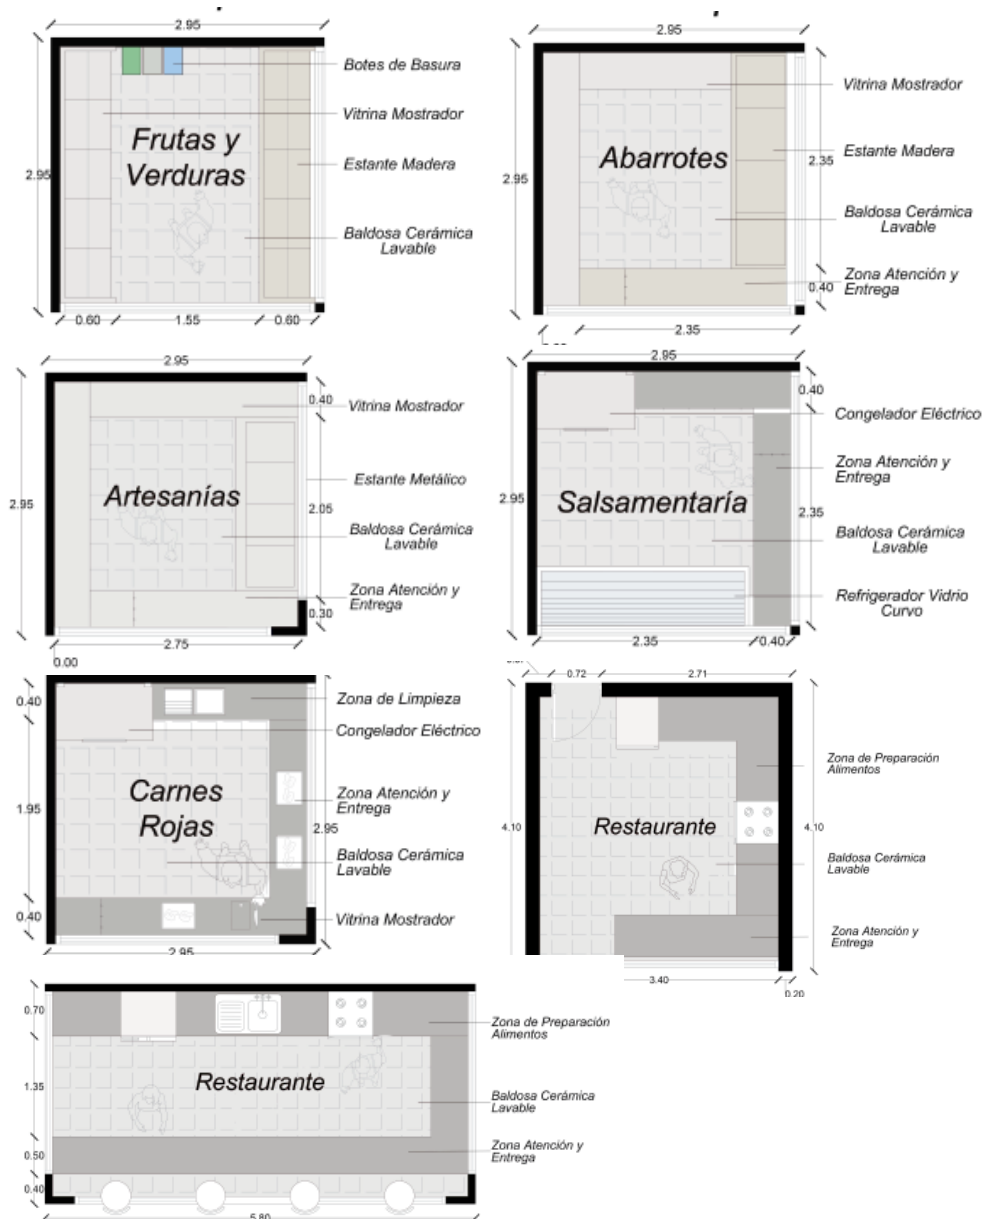 2.95
2.95
Botes de Basura
Vitrina Mostrador
Frutas y
Verduras
Estante Madera
Baldosa Cerámica
Lavable
0.60
1.55
0.60
2.95
2.95
Vitrina Mostrador
Abarrotes
Estante Madera
2.35
Baldosa Cerámica
Lavable
Zona Atención y
Entrega
0.40
2.35
2.95
2.95
0.40
Vitrina Mostrador
Artesanías
Estante Metálico
2.05
Baldosa Cerámica
Lavable
Zona Atención y
Entrega
0.30
2.75
0.00
2.95
2.95
0.40
Congelador Eléctrico
Zona Atención y
Entrega
Salsamentaría
2.35
Baldosa Cerámica
Lavable
Refrigerador Vidrio
Curvo
2.35
0.40
0.40
Zona de Limpieza
Congelador Eléctrico
Carnes
Rojas
1.95
Zona Atención y
Entrega
2.95
Baldosa Cerámica
Lavable
0.40
Vitrina Mostrador
2.95
0.72
2.71
Zona de Preparación
Alimentos
4.10
Restaurante
4.10
Baldosa Cerámica
Lavable
Zona Atención y
Entrega
3.40
0.20
0.70
Zona de Preparación
Alimentos
Restaurante
1.35
Baldosa Cerámica
Lavable
0.50
Zona Atención y
Entrega
0.40
5.80